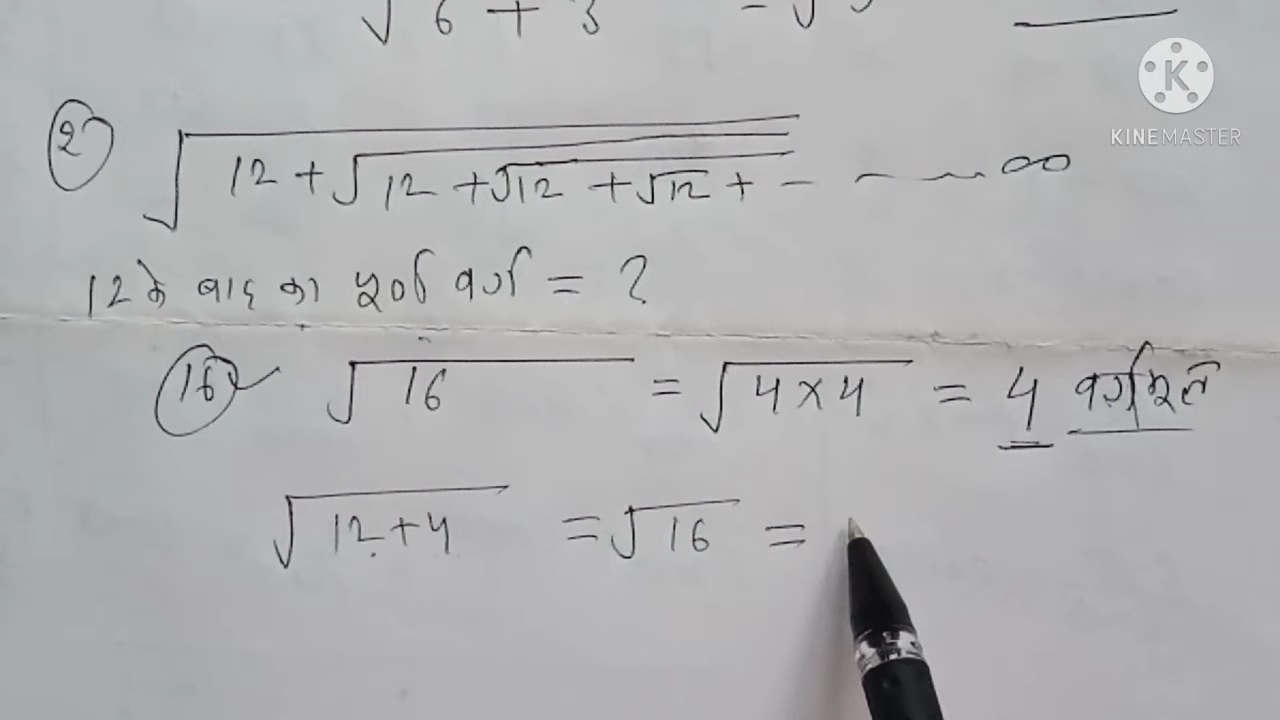 √6 + 3
K
KINEMASTER
2 √12 + √12 + √12 + √12 + - - - ... ∞
12 के बाद का पूर्ण वर्ग = ?
16 √16 = √4 × 4 = 4 वर्गमूल
√12 + 4 = √16 =